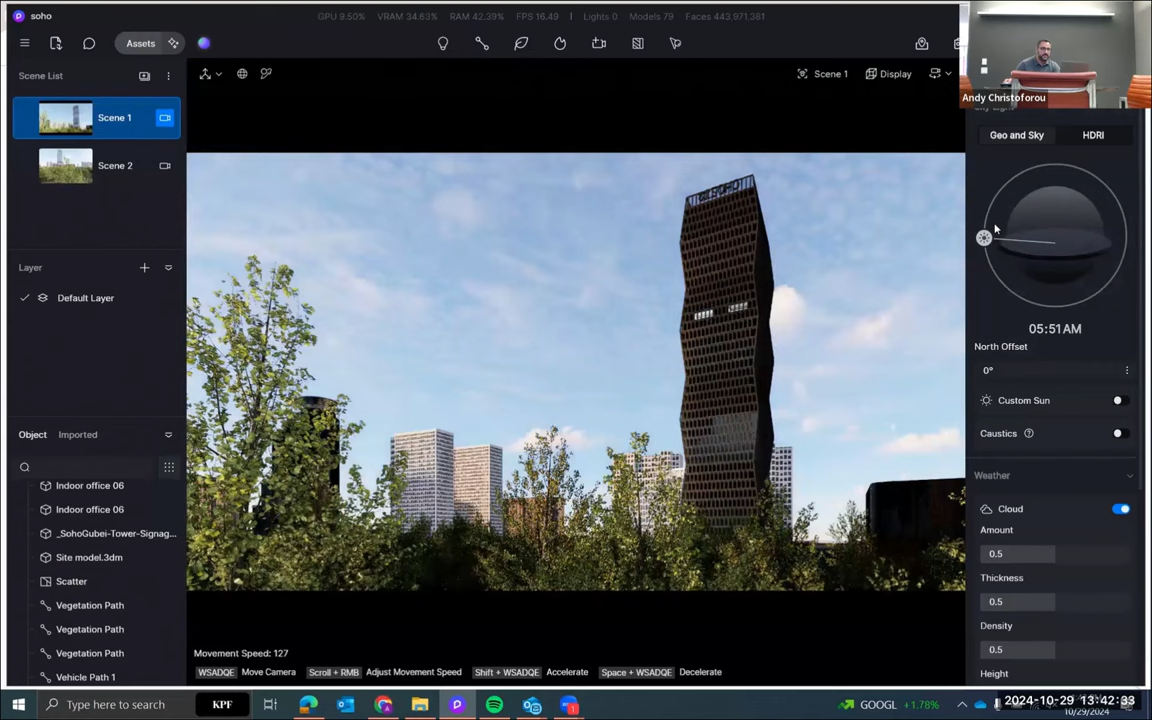 soho
GPU 9.50% VRAM 34.63% RAM 42.39% FPS 16.49 Lights 0 Models 79 Faces 443,971,381
Assets
Scene List
Scene 1
Scene 2
Layer
Default Layer
Object Imported
Indoor office 06
Indoor office 06
_SohoGubei-Tower-Signag...
Site model.3dm
Scatter
Vegetation Path
Vegetation Path
Vegetation Path
Vehicle Path 1
Scene 1 Display
Movement Speed: 127
WSADQE Move Camera Scroll + RMB Adjust Movement Speed Shift + WSADQE Accelerate Space + WSADQE Decelerate
Andy Christoforou
Geo and Sky HDRI
05:51 AM
North Offset
0°
Custom Sun
Caustics
Weather
Cloud
Amount
0.5
Thickness
0.5
Density
0.5
Height
Type here to search
KPF
GOOGL +1.78%
2024-10-29 13:42:33
10/29/2024